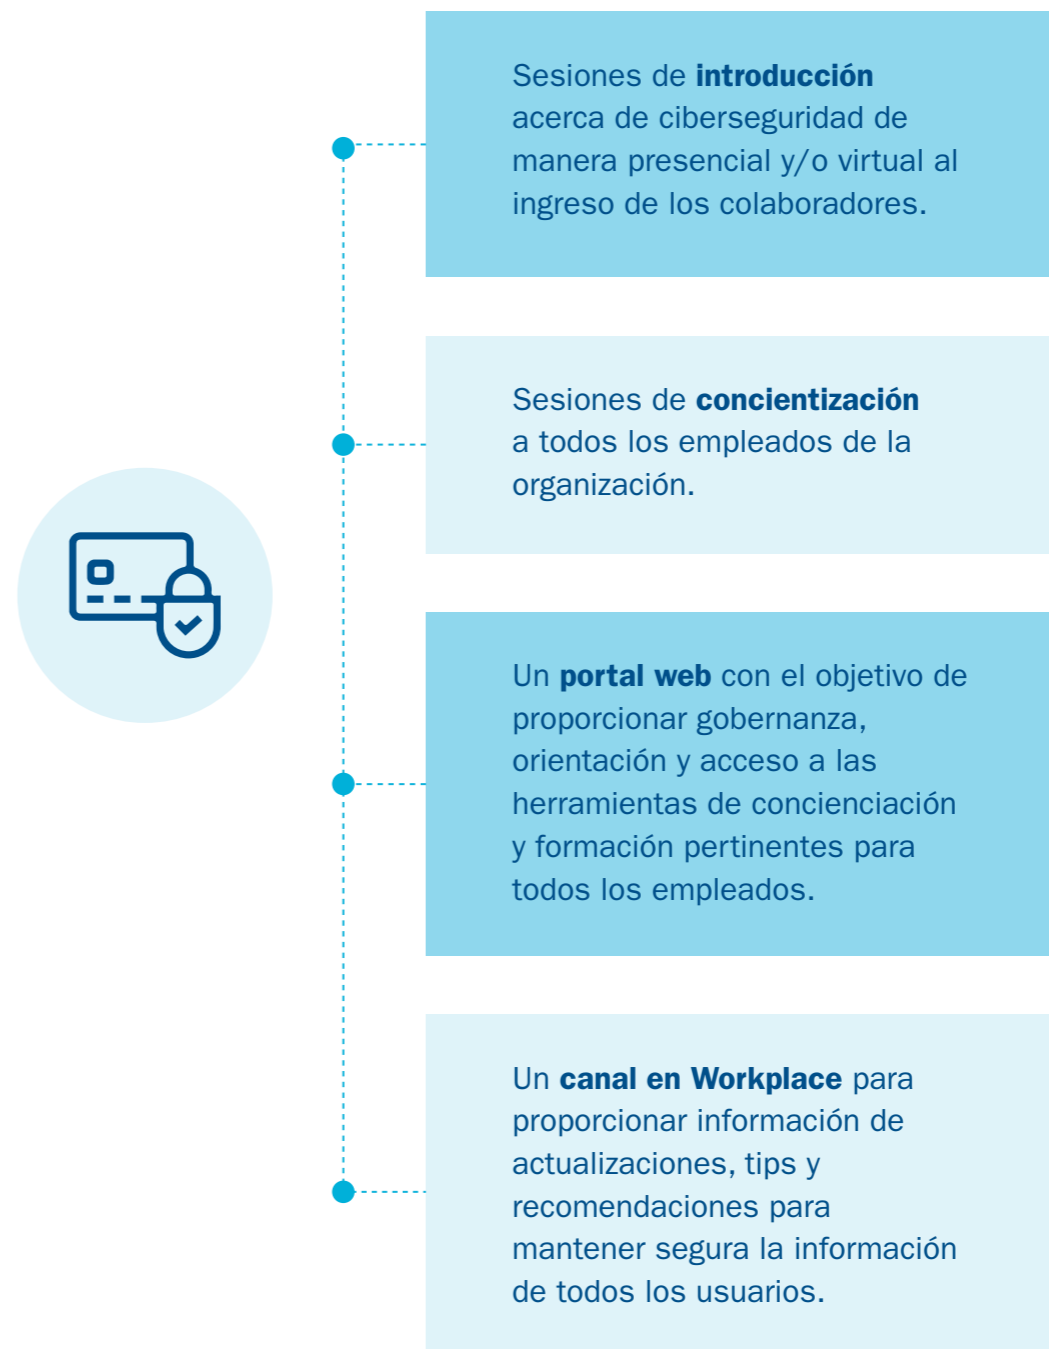 Sesiones de introducción
acerca de ciberseguridad de
manera presencial y/o virtual al
ingreso de los colaboradores.
Sesiones de concientización
a todos los empleados de la
organización.
Un portal web con el objetivo de
proporcionar gobernanza,
orientación y acceso a las
herramientas de concienciación
y formación pertinentes para
todos los empleados.
Un canal en Workplace para
proporcionar información de
actualizaciones, tips y
recomendaciones para
mantener segura la información
de todos los usuarios.